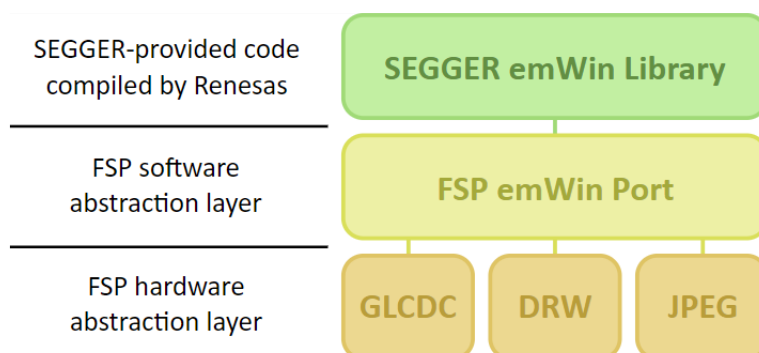 SEGGER-provided code
compiled by Renesas
SEGGER emWin Library
FSP software
abstraction layer
FSP emWin Port
FSP hardware
abstraction layer
GLCDC
DRW
JPEG